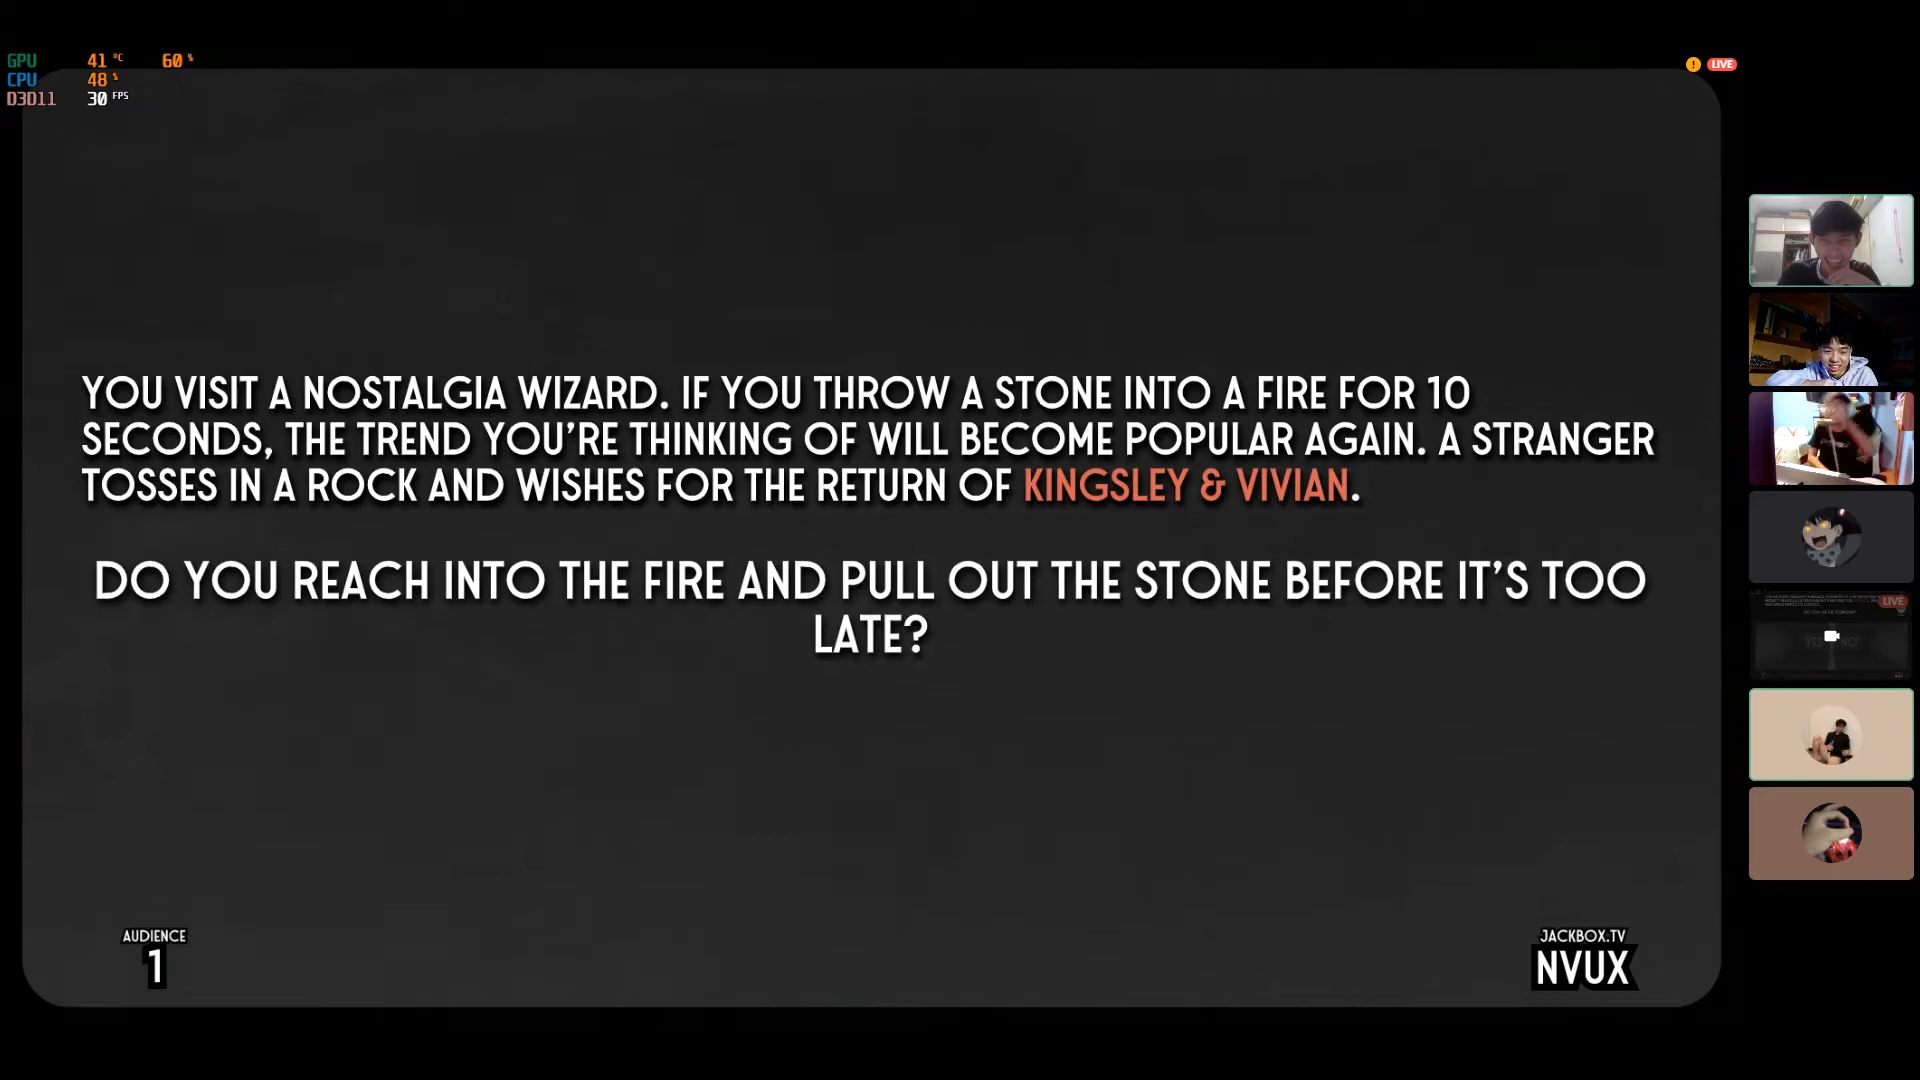 GPU 41 °C 60 %
CPU 48 %
D3D11 30 FPS
! LIVE
YOU VISIT A NOSTALGIA WIZARD. IF YOU THROW A STONE INTO A FIRE FOR 10
SECONDS, THE TREND YOU'RE THINKING OF WILL BECOME POPULAR AGAIN. A STRANGER
TOSSES IN A ROCK AND WISHES FOR THE RETURN OF KINGSLEY & VIVIAN.
DO YOU REACH INTO THE FIRE AND PULL OUT THE STONE BEFORE IT'S TOO
LATE?
LIVE
YES
NO
AUDIENCE
1
JACKBOX.TV
NVUX